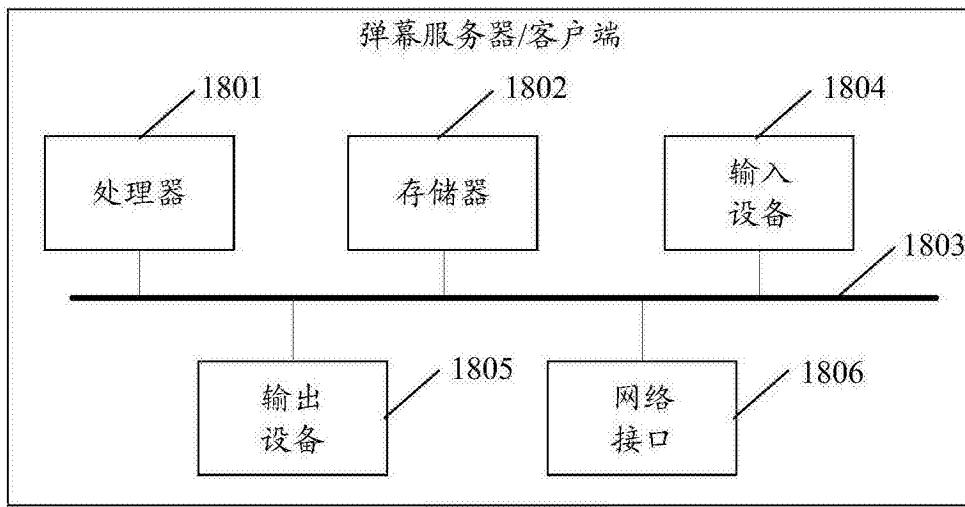 弹幕服务器/客户端
1801
1802
1804
处理器
存储器
输入
设备
1803
1805
1806
输出
设备
网络
接口